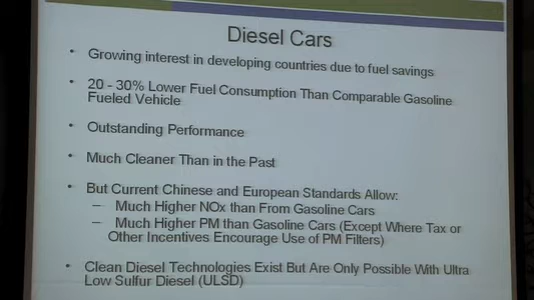 Diesel Cars
• Growing interest in developing countries due to fuel savings
• 20 - 30% Lower Fuel Consumption Than Comparable Gasoline
Fueled Vehicle
• Outstanding Performance
• Much Cleaner Than in the Past
• But Current Chinese and European Standards Allow:
– Much Higher NOx than From Gasoline Cars
– Much Higher PM than Gasoline Cars (Except Where Tax or
Other Incentives Encourage Use of PM Filters)
• Clean Diesel Technologies Exist But Are Only Possible With Ultra
Low Sulfur Diesel (ULSD)